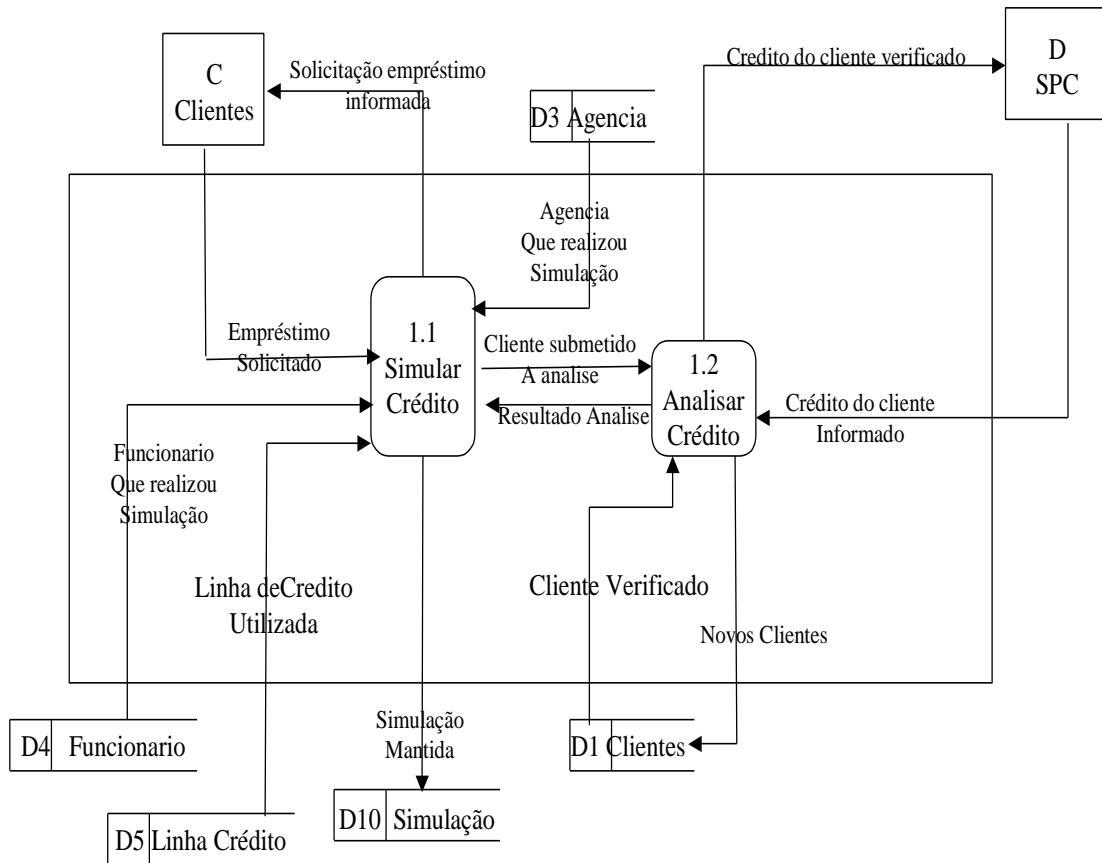 C
Clientes
Solicitação empréstimo
informada
Credito do cliente verificado
D
SPC
D3 Agencia
Agencia
Que realizou
Simulação
1.1
Simular
Crédito
Empréstimo
Solicitado
Cliente submetido
A analise
Resultado Analise
1.2
Analisar
Crédito
Crédito do cliente
Informado
Funcionario
Que realizou
Simulação
Linha deCredito
Utilizada
Cliente Verificado
Novos Clientes
D4 Funcionario
Simulação
Mantida
D1 Clientes
D5 Linha Crédito
D10 Simulação